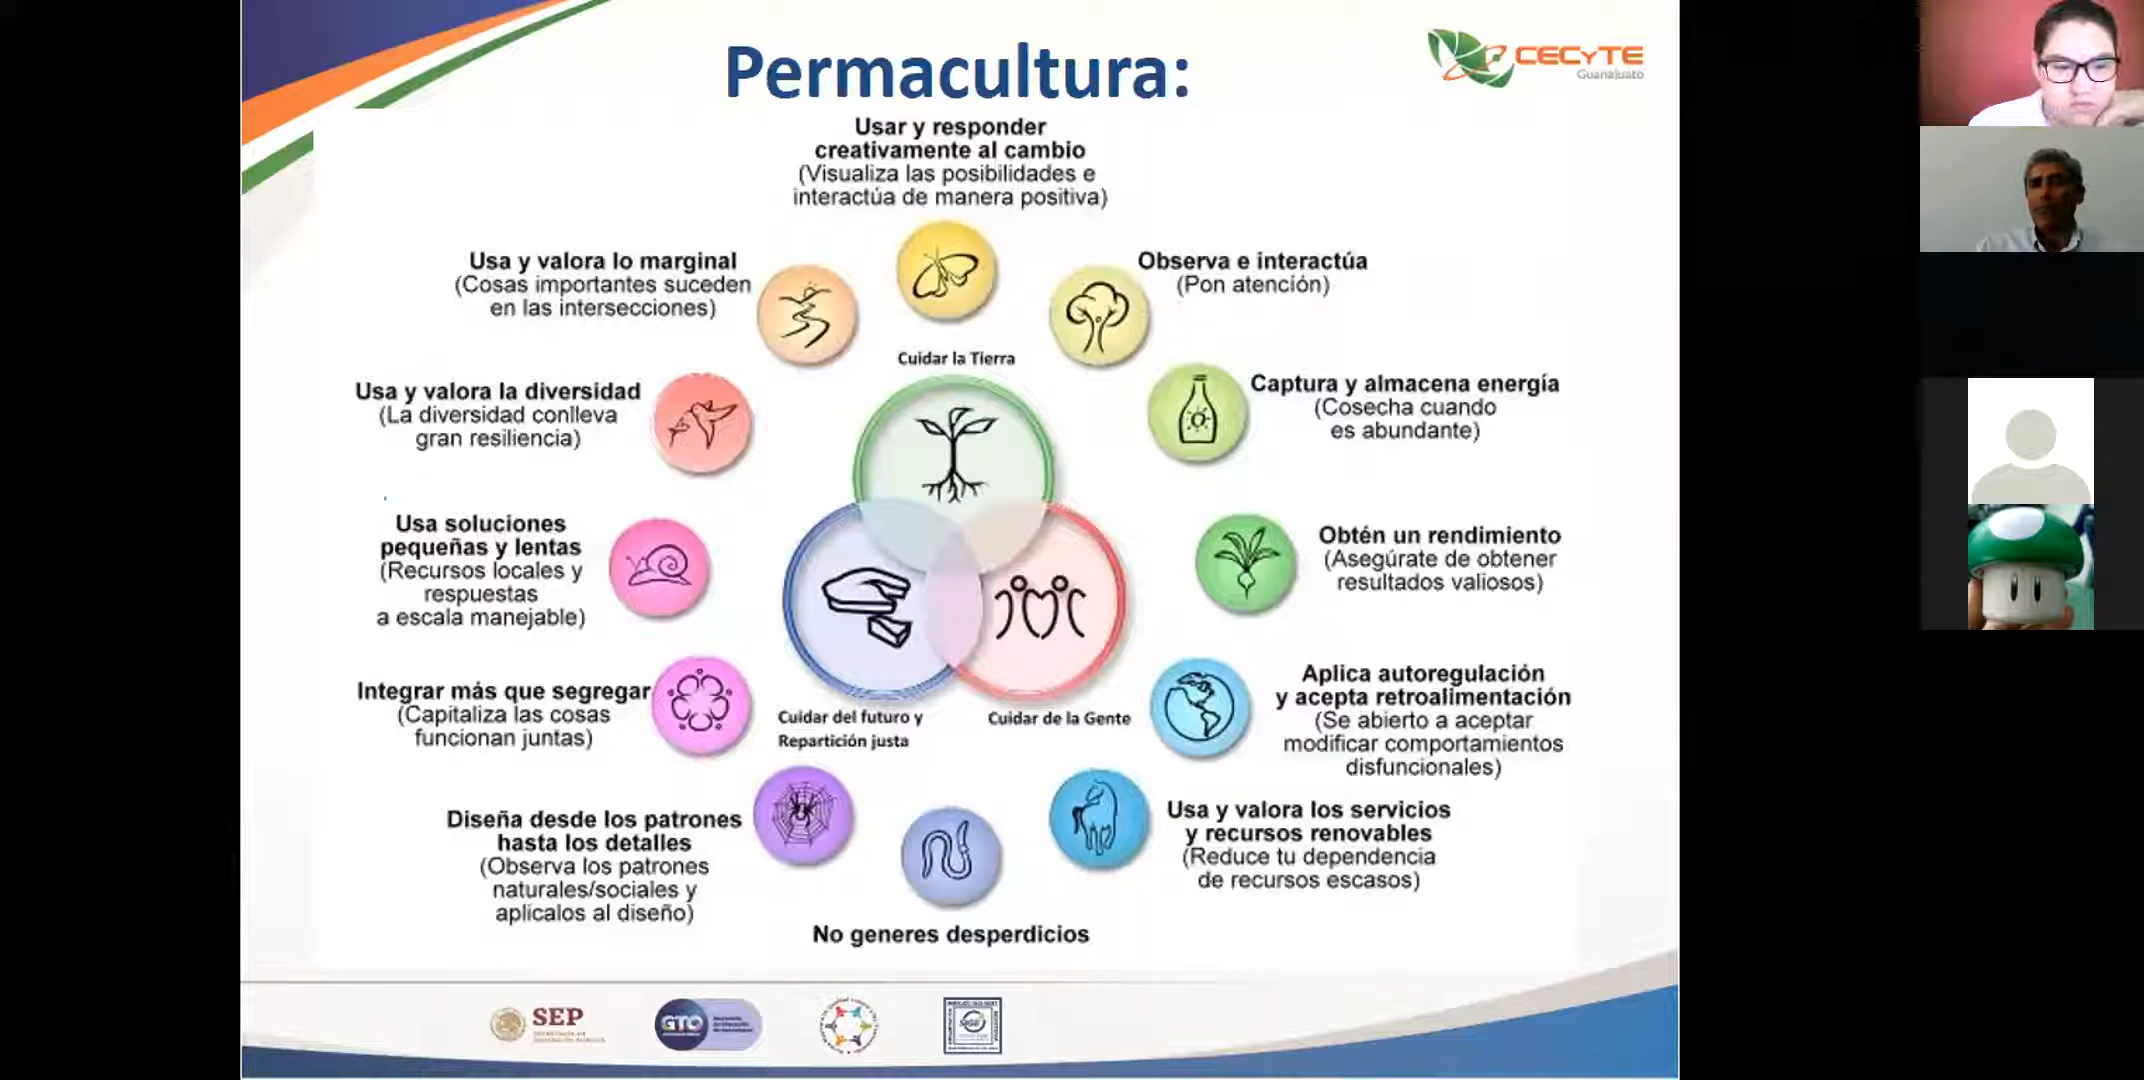 Permacultura:
CECyTE
Guanajuato
Usar y responder
creativamente al cambio
(Visualiza las posibilidades e
interactúa de manera positiva)
Usa y valora lo marginal
(Cosas importantes suceden
en las intersecciones)
Observa e interactúa
(Pon atención)
Cuidar la Tierra
Usa y valora la diversidad
(La diversidad conlleva
gran resiliencia)
Captura y almacena energía
(Cosecha cuando
es abundante)
Usa soluciones
pequeñas y lentas
(Recursos locales y
respuestas
a escala manejable)
Obtén un rendimiento
(Asegúrate de obtener
resultados valiosos)
Integrar más que segregar
(Capitaliza las cosas
funcionan juntas)
Cuidar del futuro y
Repartición justa
Cuidar de la Gente
Aplica autoregulación
y acepta retroalimentación
(Se abierto a aceptar
modificar comportamientos
disfuncionales)
Diseña desde los patrones
hasta los detalles
(Observa los patrones
naturales/sociales y
aplicalos al diseño)
Usa y valora los servicios
y recursos renovables
(Reduce tu dependencia
de recursos escasos)
No generes desperdicios
SEP
GTO